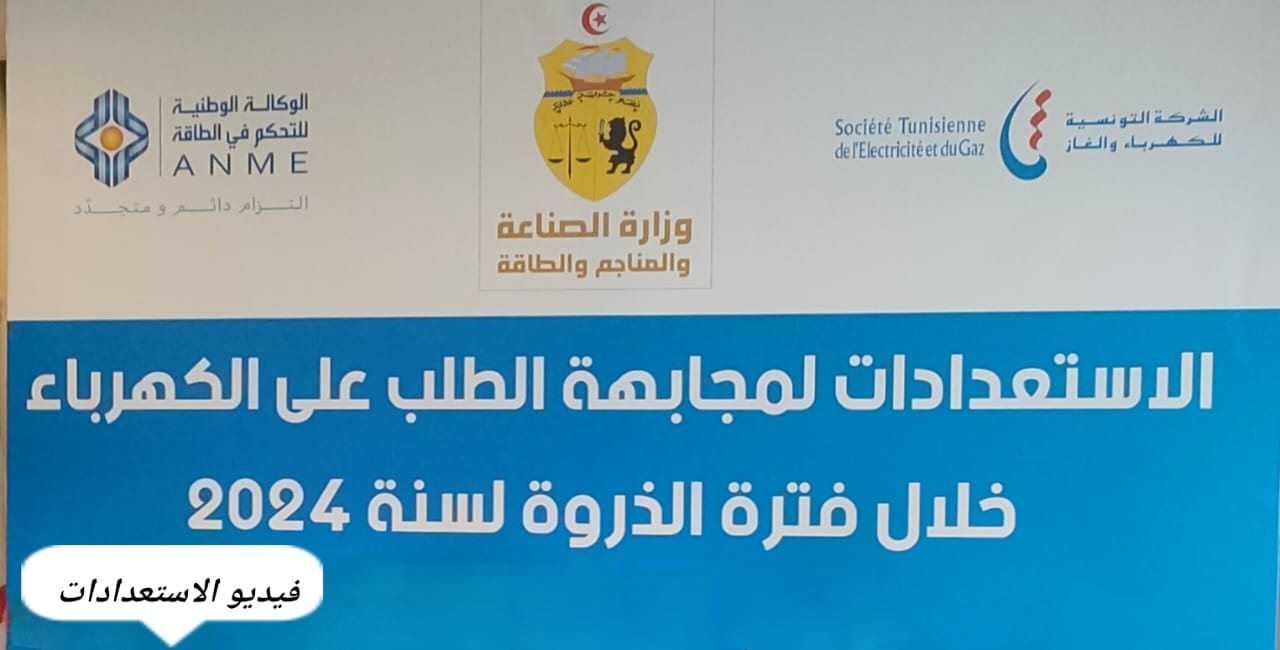 الوكالة الوطنية
للتحكم في الطاقة
ANME
التزام دائم و متجدّد
وزارة الصناعة
والمناجم والطاقة
Société Tunisienne
de l'Electricité et du Gaz
الشركة التونسية
للكهرباء والغاز
الاستعدادات لمجابهة الطلب على الكهرباء
خلال فترة الذروة لسنة 2024
فيديو الاستعدادات